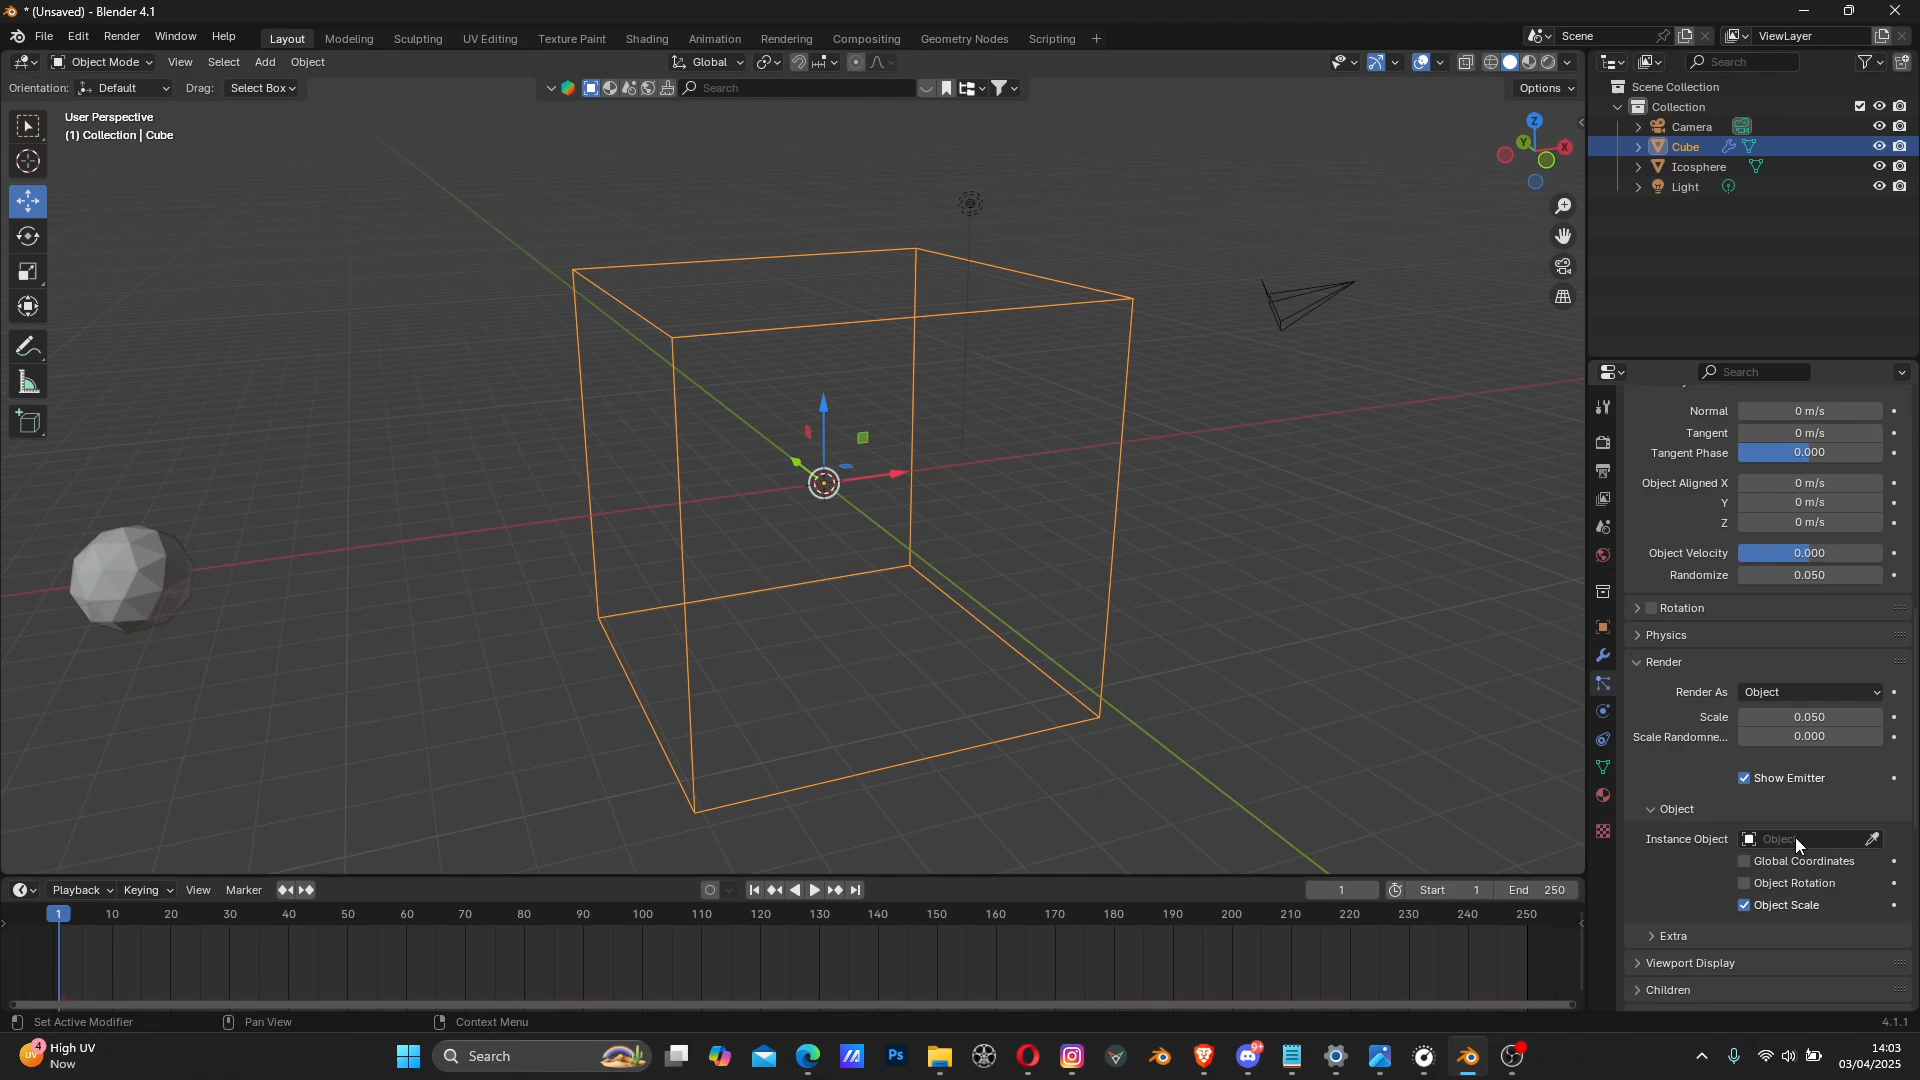 * (Unsaved) - Blender 4.1
File Edit Render Window Help
Layout Modeling Sculpting UV Editing Texture Paint Shading Animation Rendering Compositing Geometry Nodes Scripting +
Scene
ViewLayer
Object Mode View Select Add Object
Global
Search
Orientation: Default Drag: Select Box
Search
Options
User Perspective
(1) Collection | Cube
Z
Y
X
Scene Collection
Collection
Camera
Cube
Icosphere
Light
Search
Normal 0 m/s
Tangent 0 m/s
Tangent Phase 0.000
Object Aligned X 0 m/s
Y 0 m/s
Z 0 m/s
Object Velocity 0.000
Randomize 0.050
Rotation
Physics
Render
Render As Object
Scale 0.050
Scale Randomne... 0.000
Show Emitter
Object
Instance Object Object
Global Coordinates
Object Rotation
Object Scale
Extra
Viewport Display
Children
Playback Keying View Marker
1 Start 1 End 250
1 10 20 30 40 50 60 70 80 90 100 110 120 130 140 150 160 170 180 190 200 210 220 230 240 250
Set Active Modifier Pan View Context Menu
4.1.1
4 High UV
Now
Search
Ps
9+
14:03
03/04/2025